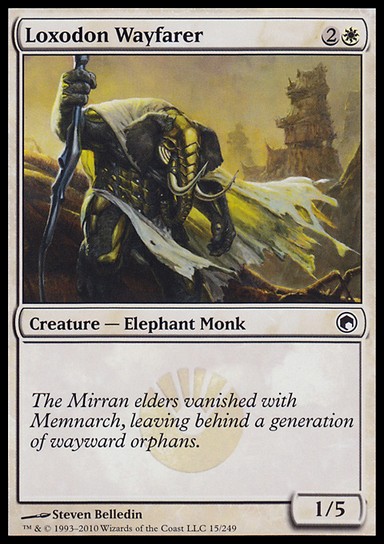 Loxodon Wayfarer 2
Creature — Elephant Monk
The Mirran elders vanished with
Memnarch, leaving behind a generation
of wayward orphans.
Steven Belledin
1/5
™ & © 1993–2010 Wizards of the Coast LLC 15/249